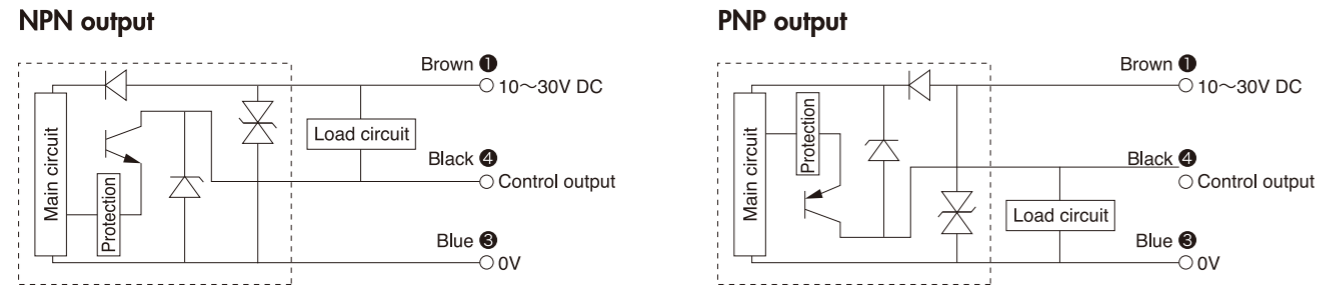 NPN output
Brown ❶
10〜30V DC
Main circuit
Protection
Load circuit
Black ❹
Control output
Blue ❸
0V
PNP output
Brown ❶
10〜30V DC
Main circuit
Protection
Black ❹
Control output
Load circuit
Blue ❸
0V